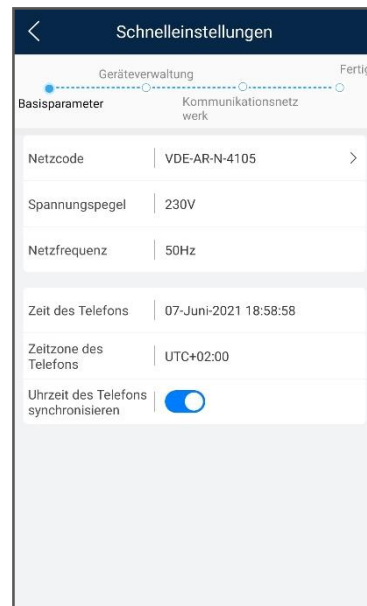 Schnelleinstellungen
Geräteverwaltung
Fertig
Basisparameter
Kommunikationsnetz
werk
Netzcode
VDE-AR-N-4105
Spannungspegel
230V
Netzfrequenz
50Hz
Zeit des Telefons
07-Juni-2021 18:58:58
Zeitzone des
Telefons
UTC+02:00
Uhrzeit des Telefons
synchronisieren